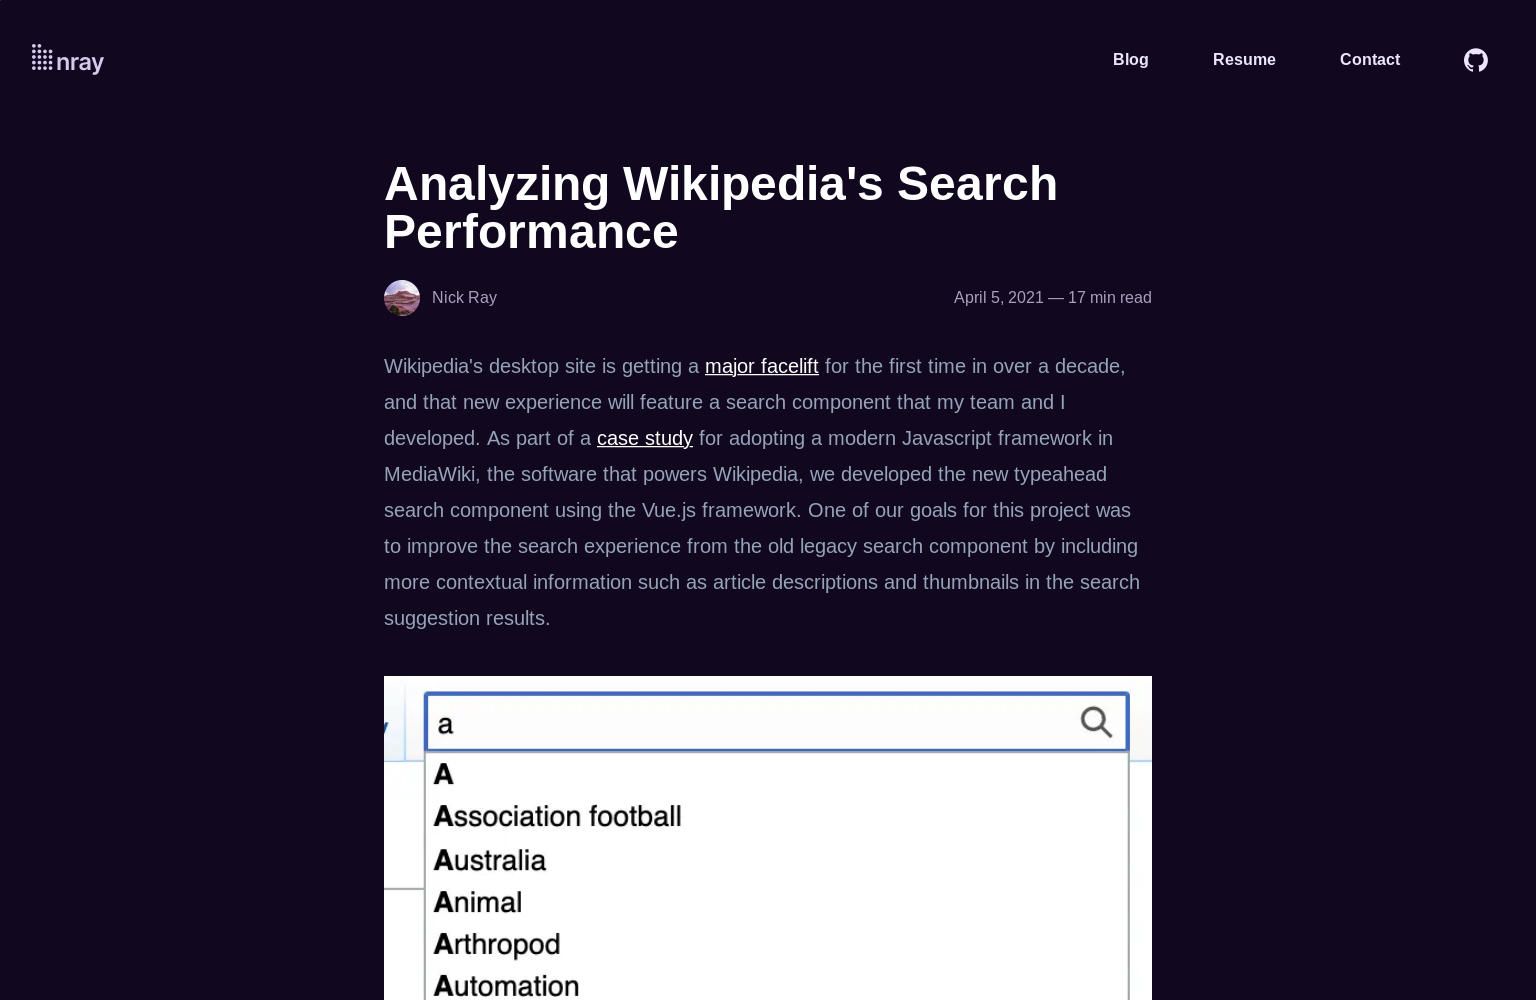 nray
Blog
Resume
Contact
Analyzing Wikipedia's Search
Performance
Nick Ray
April 5, 2021 — 17 min read
Wikipedia's desktop site is getting a major facelift for the first time in over a decade,
and that new experience will feature a search component that my team and I
developed. As part of a case study for adopting a modern Javascript framework in
MediaWiki, the software that powers Wikipedia, we developed the new typeahead
search component using the Vue.js framework. One of our goals for this project was
to improve the search experience from the old legacy search component by including
more contextual information such as article descriptions and thumbnails in the search
suggestion results.
a
A
Association football
Australia
Animal
Arthropod
Automation